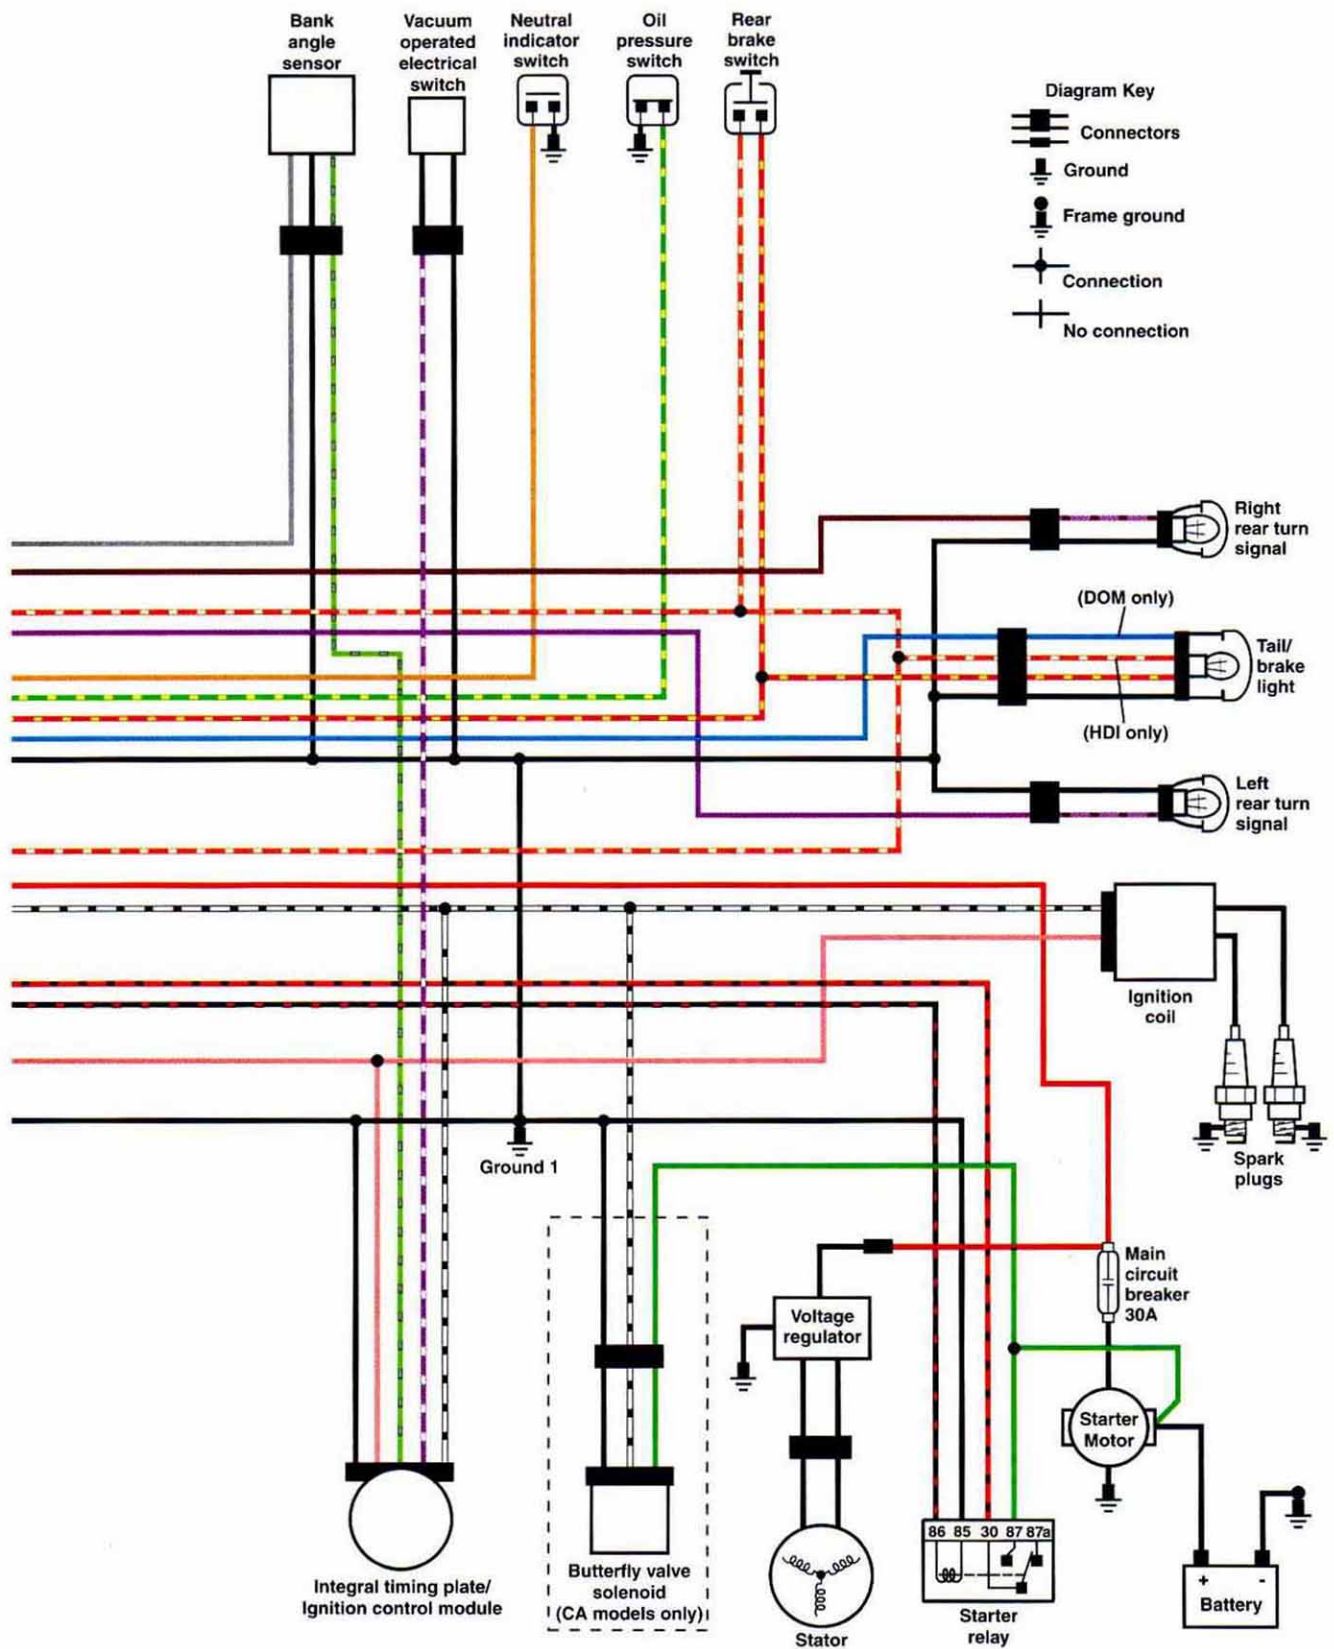 Bank
angle
sensor
Vacuum
operated
electrical
switch
Neutral
indicator
switch
Oil
pressure
switch
Rear
brake
switch
Diagram Key
Connectors
Ground
Frame ground
Connection
No connection
Right
rear turn
signal
(DOM only)
Tail/
brake
light
(HDI only)
Left
rear turn
signal
Ignition
coil
Spark
plugs
Ground 1
Main
circuit
breaker
30A
Voltage
regulator
Starter
Motor
86 85 30 87 87a
Starter
relay
+ -
Battery
Stator
Butterfly valve
solenoid
(CA models only)
Integral timing plate/
Ignition control module